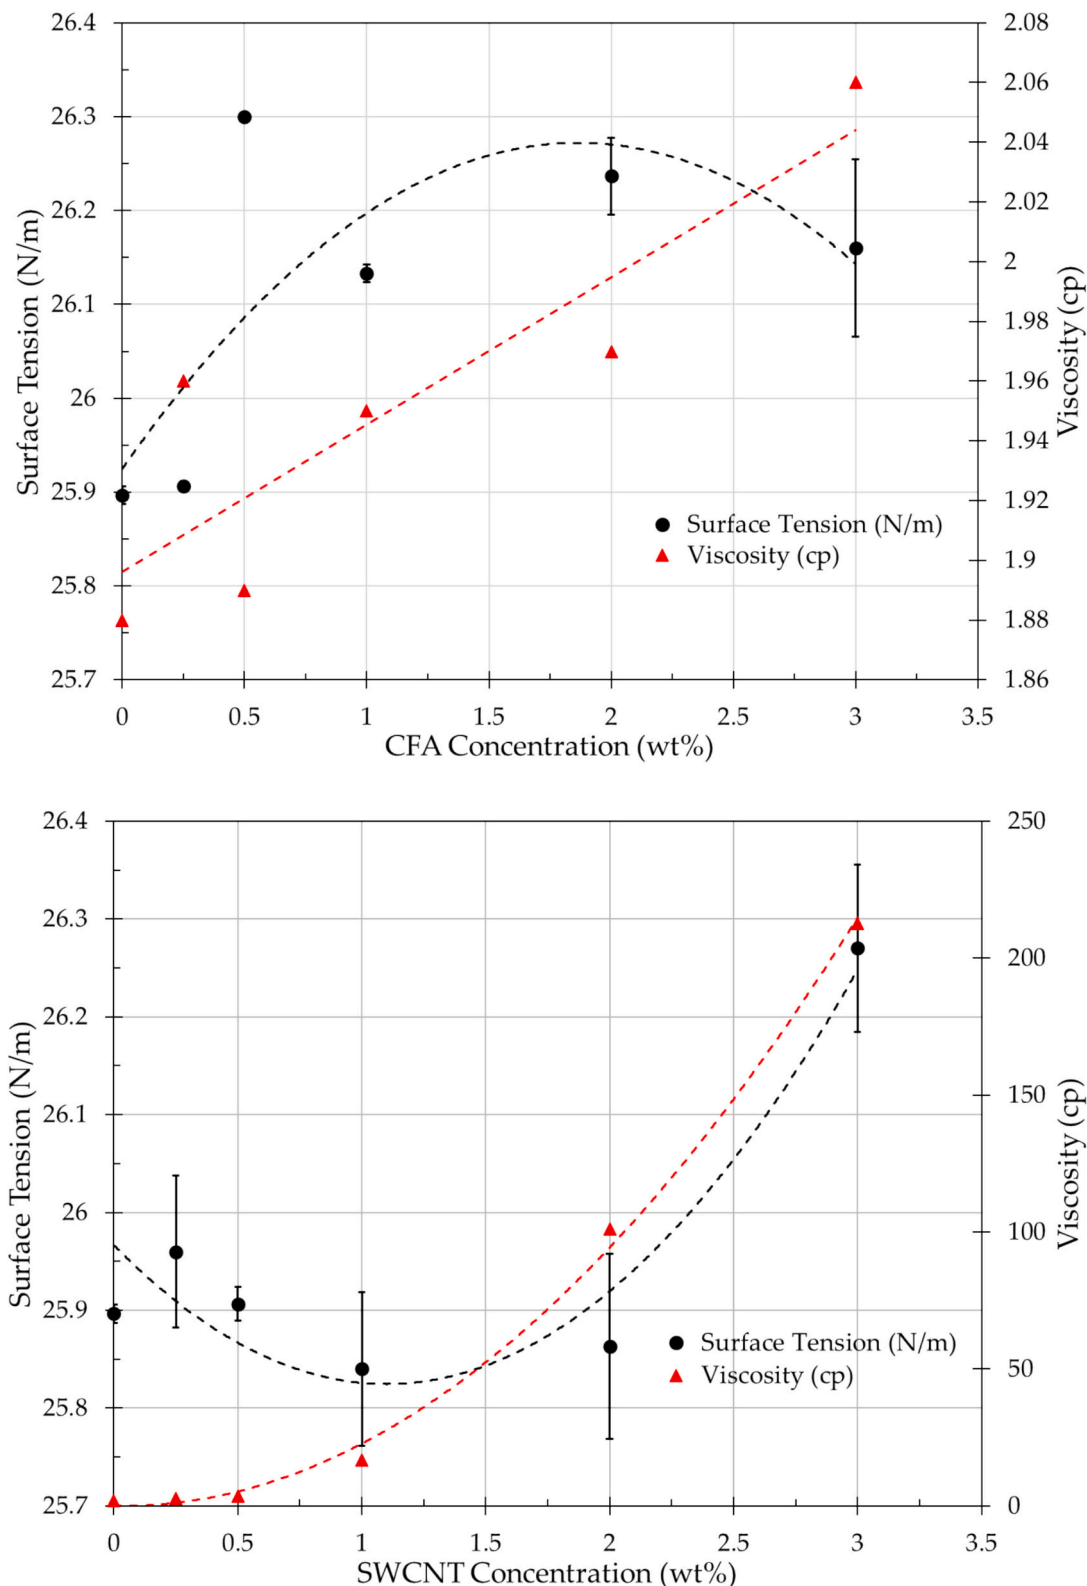 26.4
26.3
26.2
26.1
26
25.9
25.8
25.7
Surface Tension (N/m)
2.08
2.06
2.04
2.02
2
1.98
1.96
1.94
1.92
1.9
1.88
1.86
Viscosity (cp)
Surface Tension (N/m)
Viscosity (cp)
0 0.5 1 1.5 2 2.5 3 3.5
CFA Concentration (wt%)
26.4
26.3
26.2
26.1
26
25.9
25.8
25.7
Surface Tension (N/m)
250
200
150
100
50
0
Viscosity (cp)
Surface Tension (N/m)
Viscosity (cp)
0 0.5 1 1.5 2 2.5 3 3.5
SWCNT Concentration (wt%)